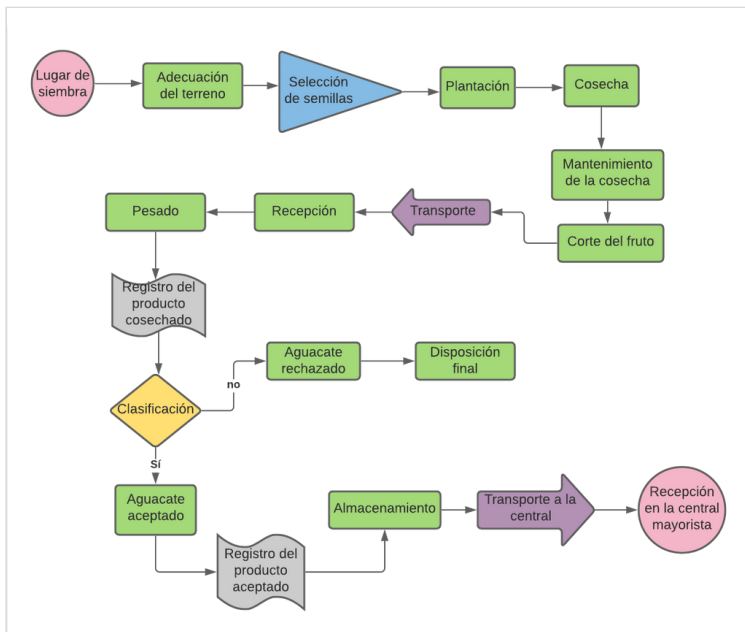 Lugar de
siembra
Adecuación
del terreno
Selección
de semillas
Plantación
Cosecha
Mantenimiento
de la cosecha
Corte del fruto
Transporte
Recepción
Pesado
Registro del
producto
cosechado
Clasificación
no
Aguacate
rechazado
Disposición
final
Sí
Aguacate
aceptado
Registro del
producto
aceptado
Almacenamiento
Transporte a la
central
Recepción
en la central
mayorista